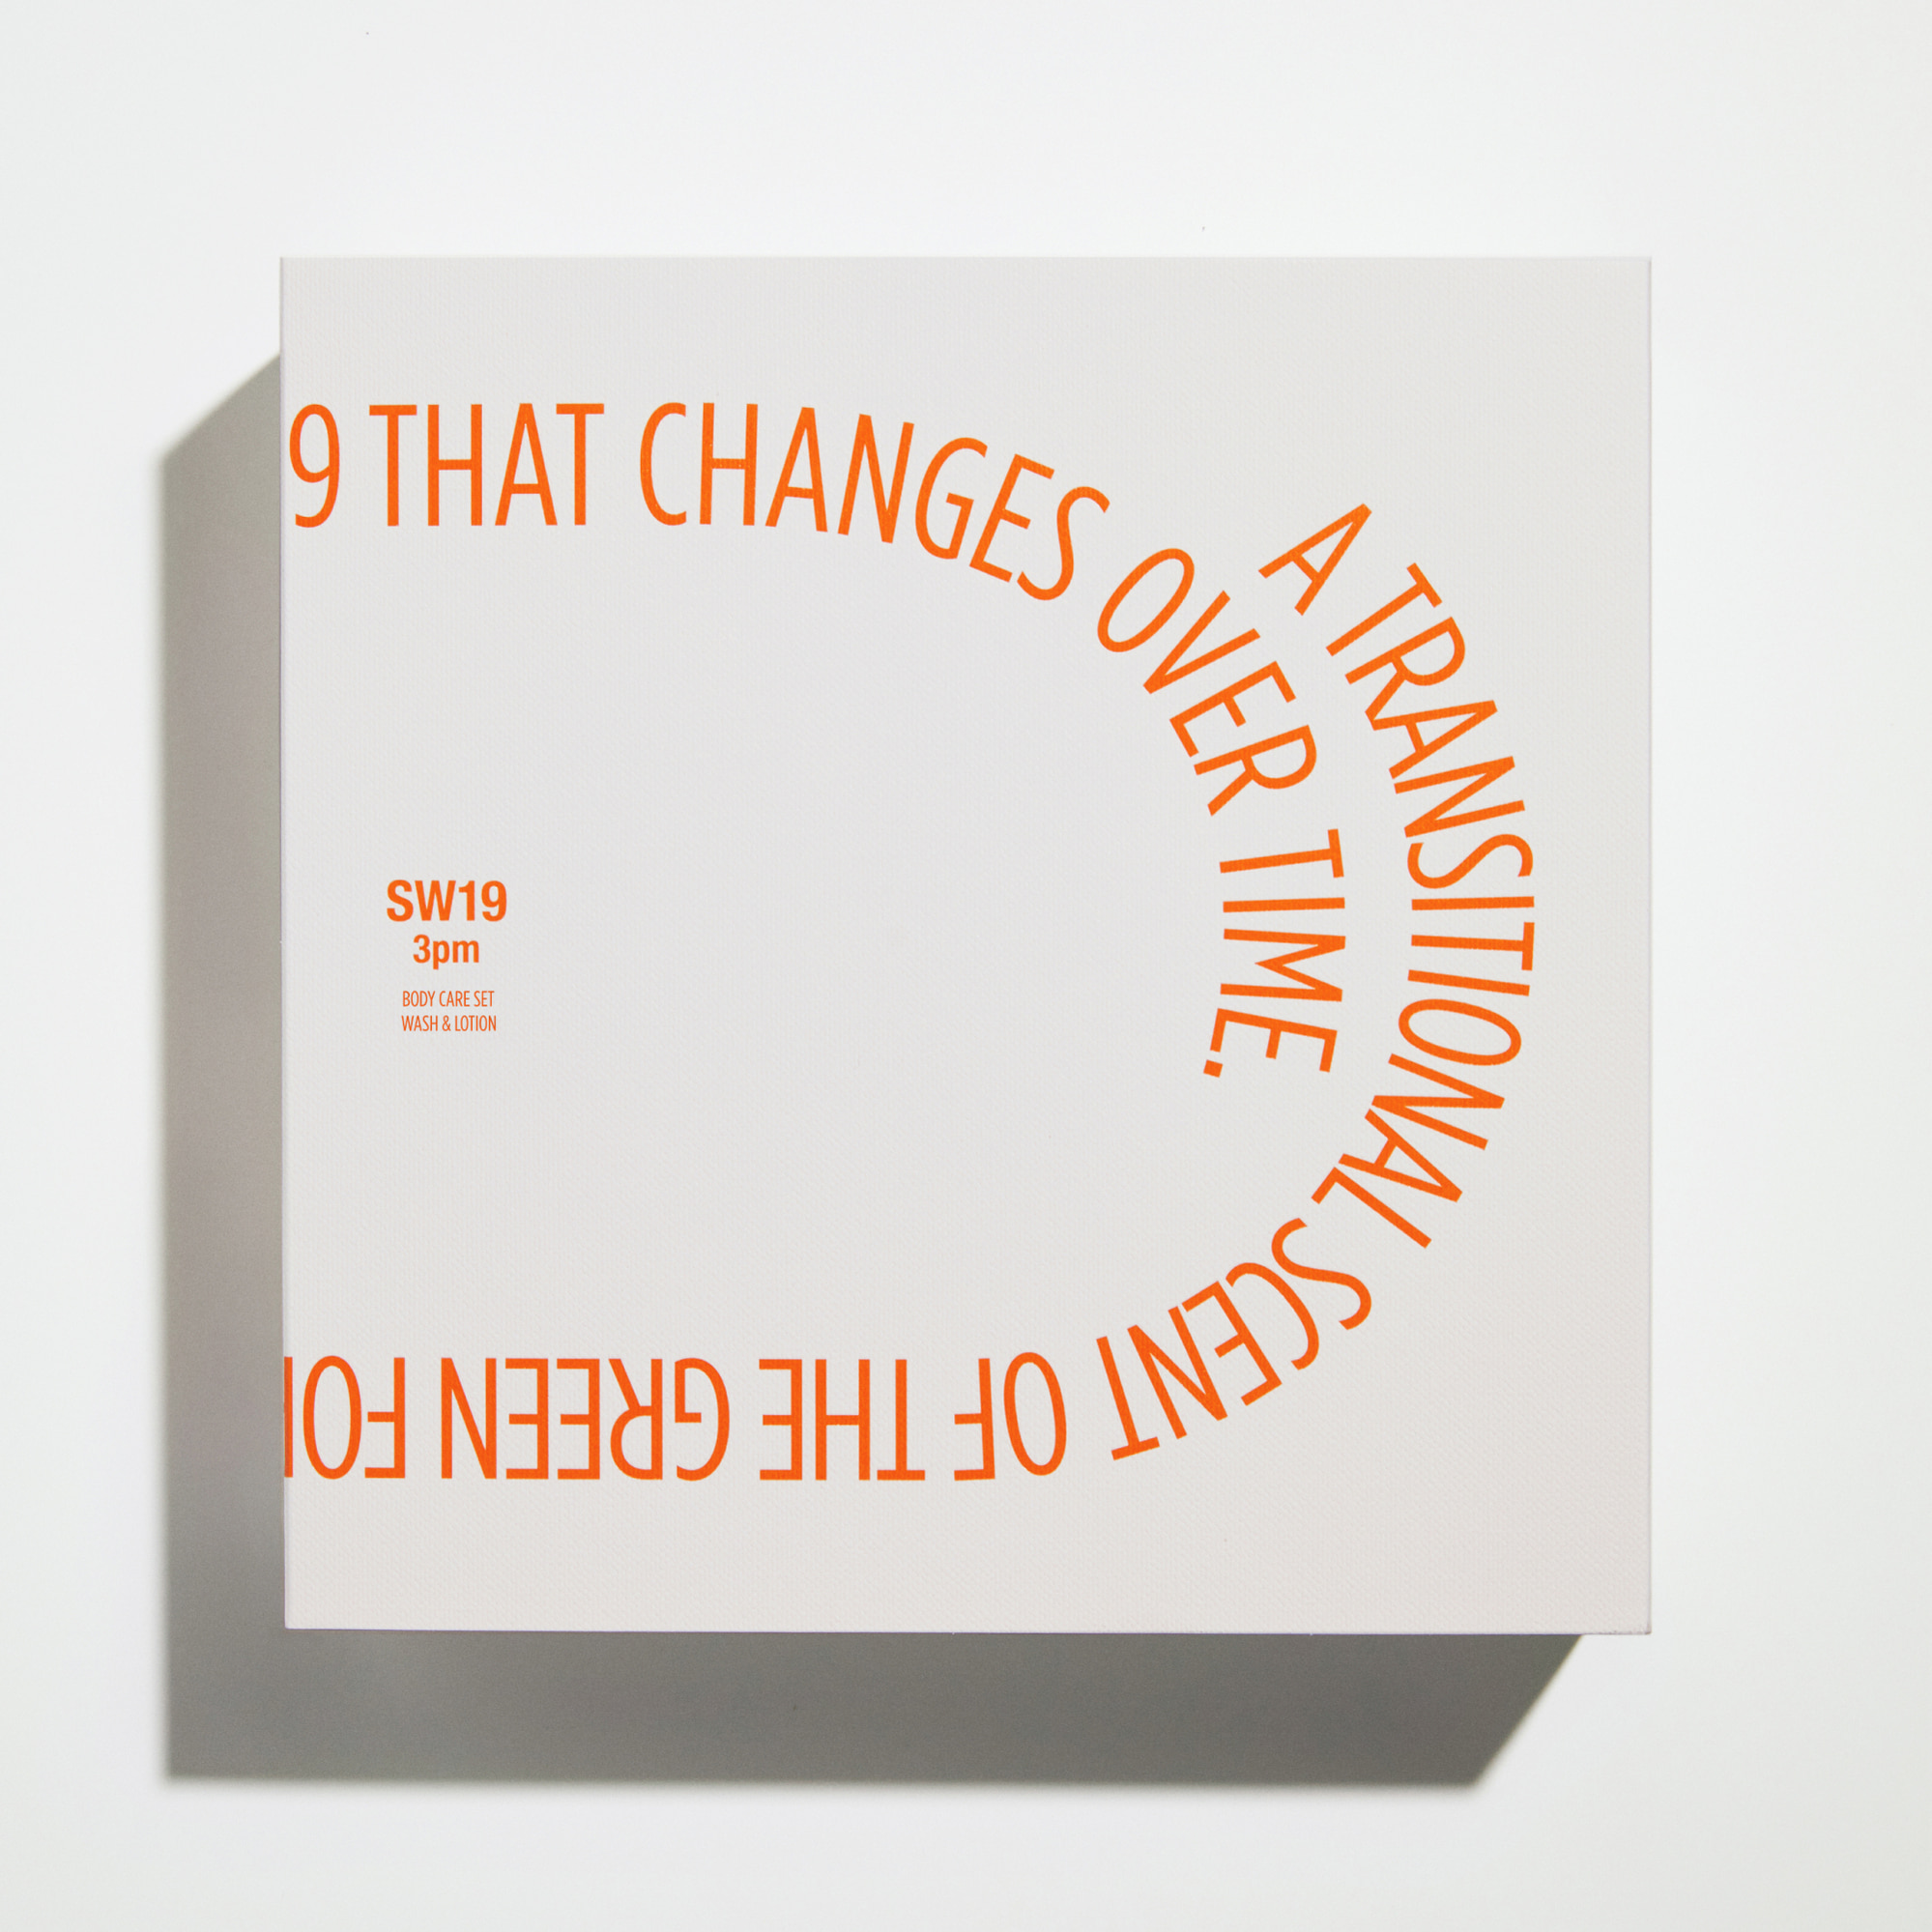 9 THAT CHANGES OVER TIME.
A TRANSITIONAL SCENT OF THE GREEN FO
SW19
3pm
BODY CARE SET
WASH & LOTION